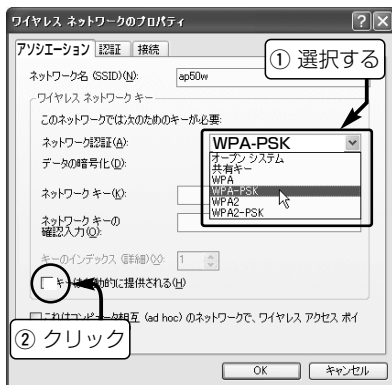 ワイヤレス ネットワークのプロパティ
アソシエーション 認証 接続
① 選択する
ネットワーク名 (SSID)(N): ap50w
ワイヤレス ネットワーク キー
このネットワークでは次のためのキーが必要:
ネットワーク認証(A): WPA-PSK
オープン システム
共有キー
WPA
WPA-PSK
WPA2
WPA2-PSK
データの暗号化(D):
ネットワーク キー(K):
ネットワーク キーの
確認入力(O):
キーのインデックス (詳細)(X): 1
キーは自動的に提供される(H)
これはコンピュータ相互 (ad hoc) のネットワークで、ワイヤレス アクセス ポイ
② クリック
OK キャンセル